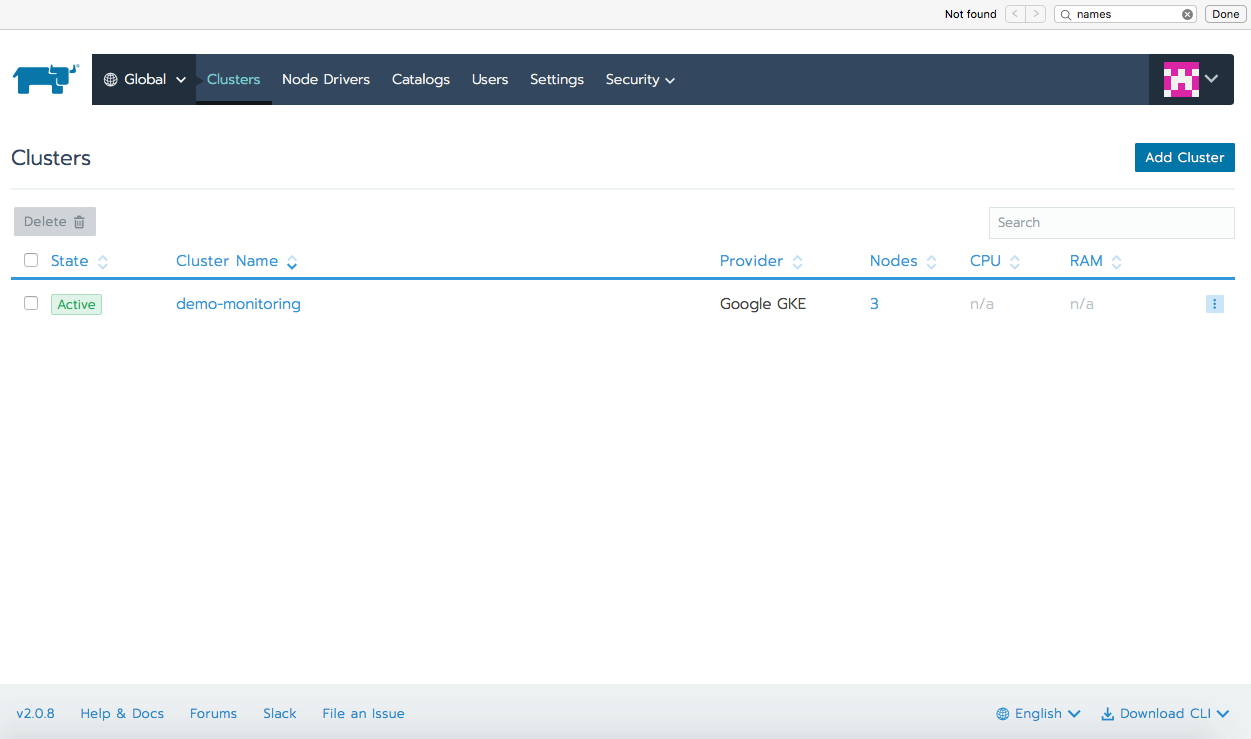 Not found names Done
Global Clusters Node Drivers Catalogs Users Settings Security
Clusters Add Cluster
Delete Search
State Cluster Name Provider Nodes CPU RAM
Active demo-monitoring Google GKE 3 n/a n/a
v2.0.8 Help & Docs Forums Slack File an Issue English Download CLI